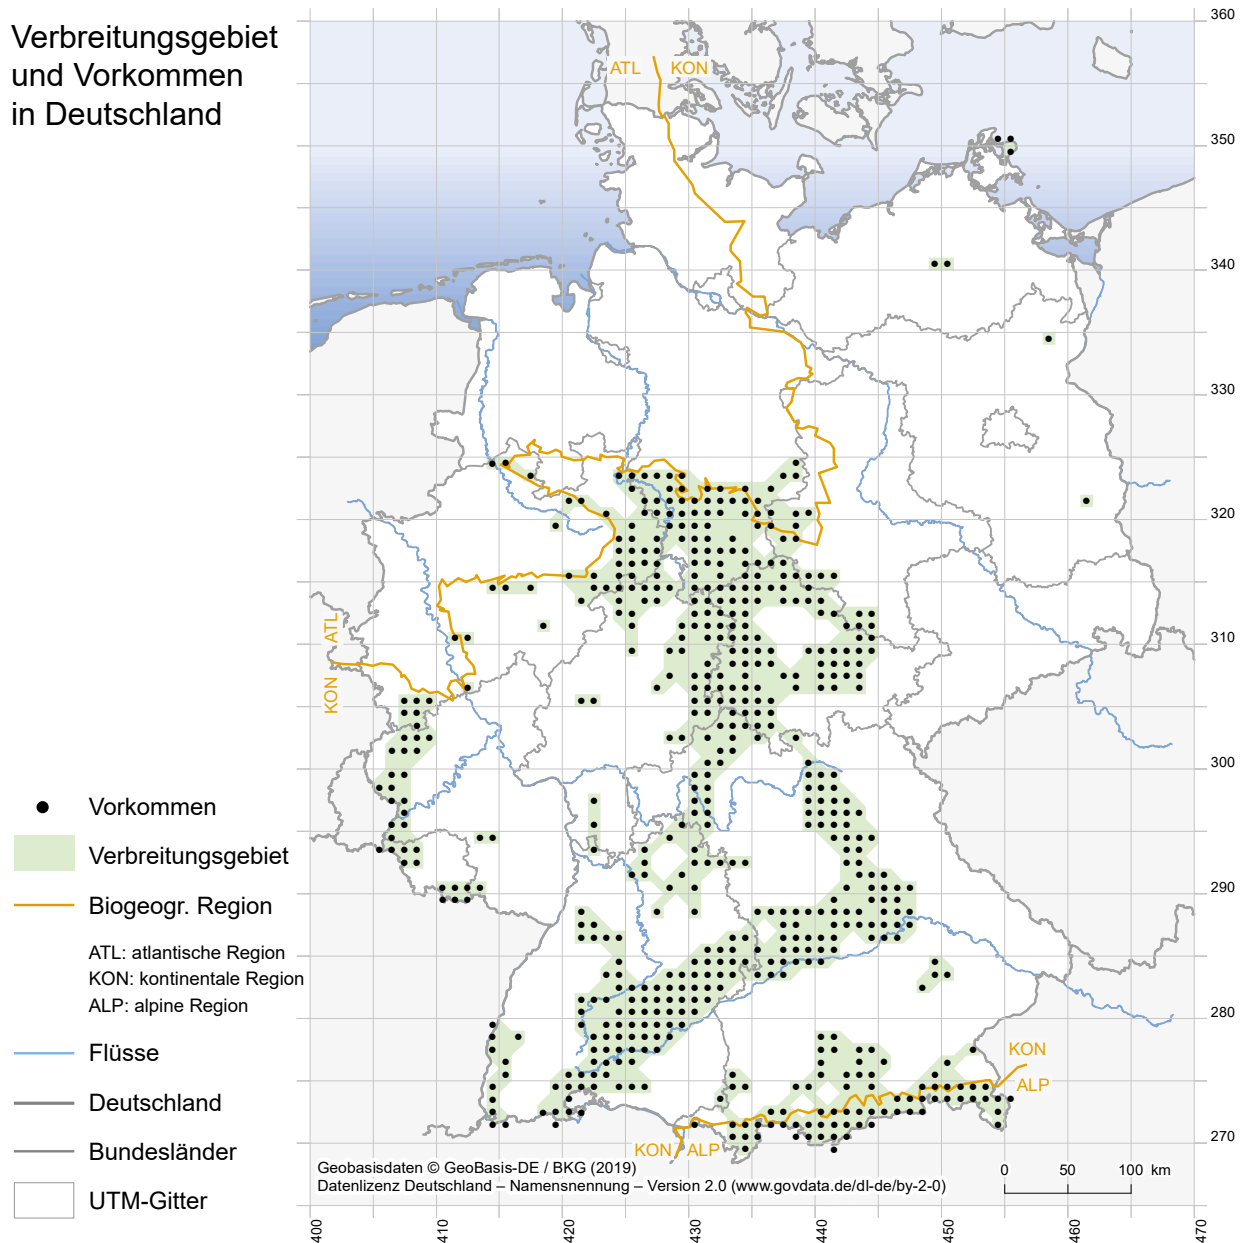 Verbreitungsgebiet
und Vorkommen
in Deutschland
ATL KON
360
350
340
330
320
310
300
290
280
270
ATL
KON
Vorkommen
Verbreitungsgebiet
Biogeogr. Region
ATL: atlantische Region
KON: kontinentale Region
ALP: alpine Region
Flüsse
Deutschland
Bundesländer
UTM-Gitter
KON
ALP
KON ALP
Geobasisdaten © GeoBasis-DE / BKG (2019)
Datenlizenz Deutschland – Namensnennung – Version 2.0 (www.govdata.de/dl-de/by-2-0)
0 50 100 km
400 410 420 430 440 450 460 470